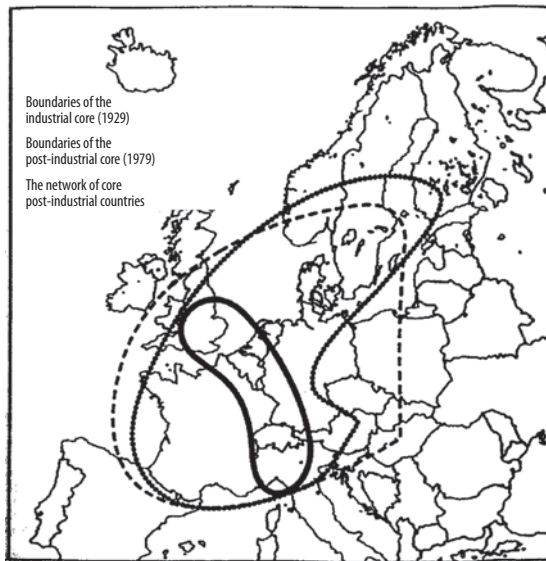 Boundaries of the
industrial core (1929)
Boundaries of the
post-industrial core (1979)
The network of core
post-industrial countries